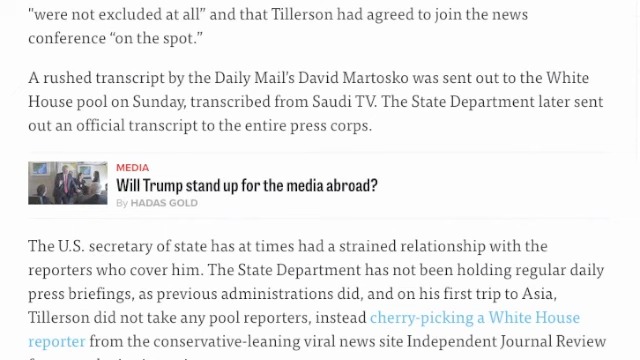 "were not excluded at all” and that Tillerson had agreed to join the news
conference “on the spot.”
A rushed transcript by the Daily Mail’s David Martosko was sent out to the White
House pool on Sunday, transcribed from Saudi TV. The State Department later sent
out an official transcript to the entire press corps.
MEDIA
Will Trump stand up for the media abroad?
By HADAS GOLD
The U.S. secretary of state has at times had a strained relationship with the
reporters who cover him. The State Department has not been holding regular daily
press briefings, as previous administrations did, and on his first trip to Asia,
Tillerson did not take any pool reporters, instead cherry-picking a White House
reporter from the conservative-leaning viral news site Independent Journal Review